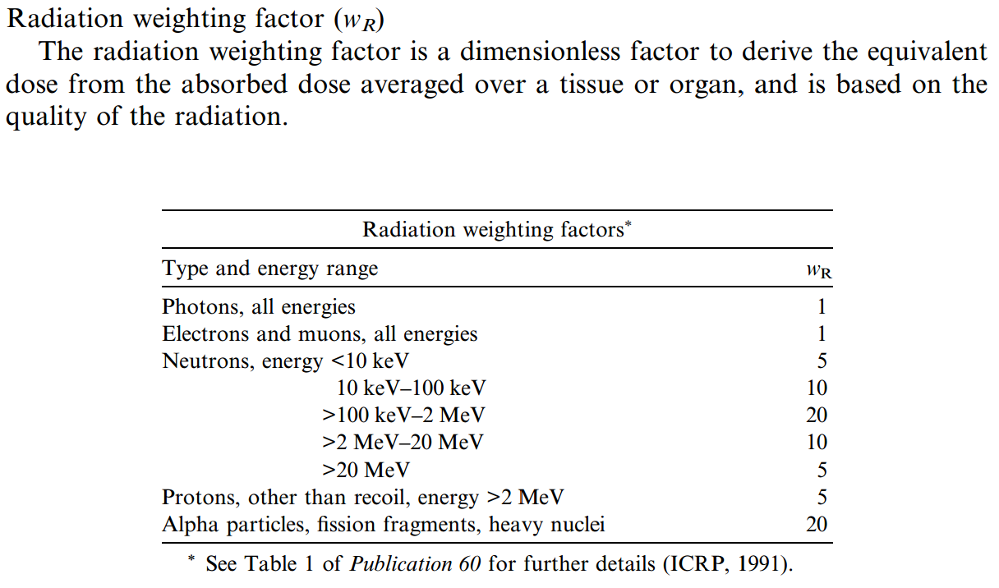 Radiation weighting factor (wR)
The radiation weighting factor is a dimensionless factor to derive the equivalent
dose from the absorbed dose averaged over a tissue or organ, and is based on the
quality of the radiation.
Radiation weighting factors*
Type and energy range wR
Photons, all energies 1
Electrons and muons, all energies 1
Neutrons, energy <10 keV 5
10 keV–100 keV 10
>100 keV–2 MeV 20
>2 MeV–20 MeV 10
>20 MeV 5
Protons, other than recoil, energy >2 MeV 5
Alpha particles, fission fragments, heavy nuclei 20
* See Table 1 of Publication 60 for further details (ICRP, 1991).